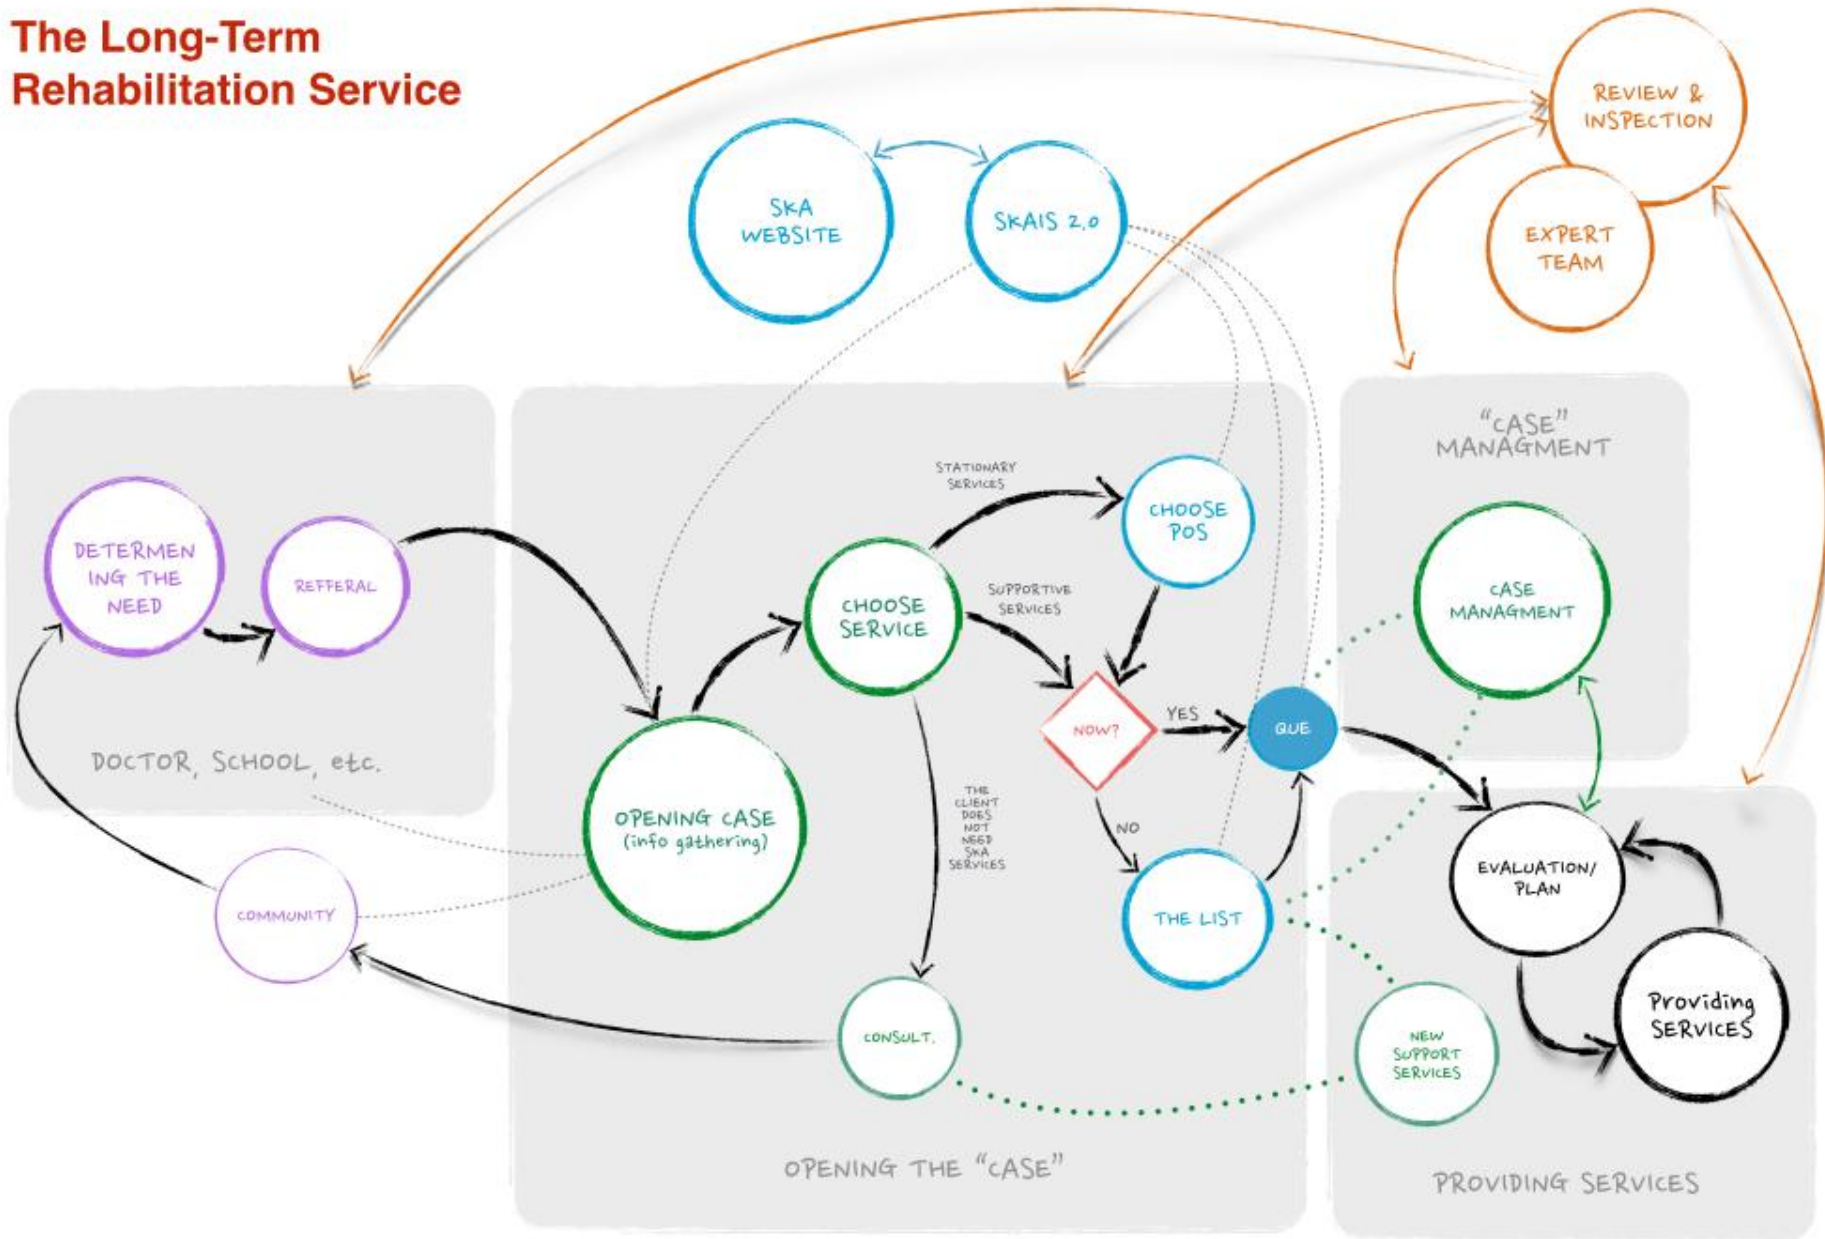 The Long-Term
Rehabilitation Service
REVIEW &
INSPECTION
EXPERT
TEAM
SKA
WEBSITE
SKAIS 2.0
"CASE"
MANAGMENT
STATIONARY
SERVICES
CHOOSE
POS
DETERMEN
ING THE
NEED
REFFERAL
CHOOSE
SERVICE
SUPPORTIVE
SERVICES
CASE
MANAGMENT
NOW?
YES
QUE
DOCTOR, SCHOOL, etc.
OPENING CASE
(info gathering)
THE
CLIENT
DOES
NOT
NEED
SKA
SERVICES
NO
EVALUATION/
PLAN
COMMUNITY
THE LIST
Providing
SERVICES
CONSULT.
NEW
SUPPORT
SERVICES
OPENING THE "CASE"
PROVIDING SERVICES